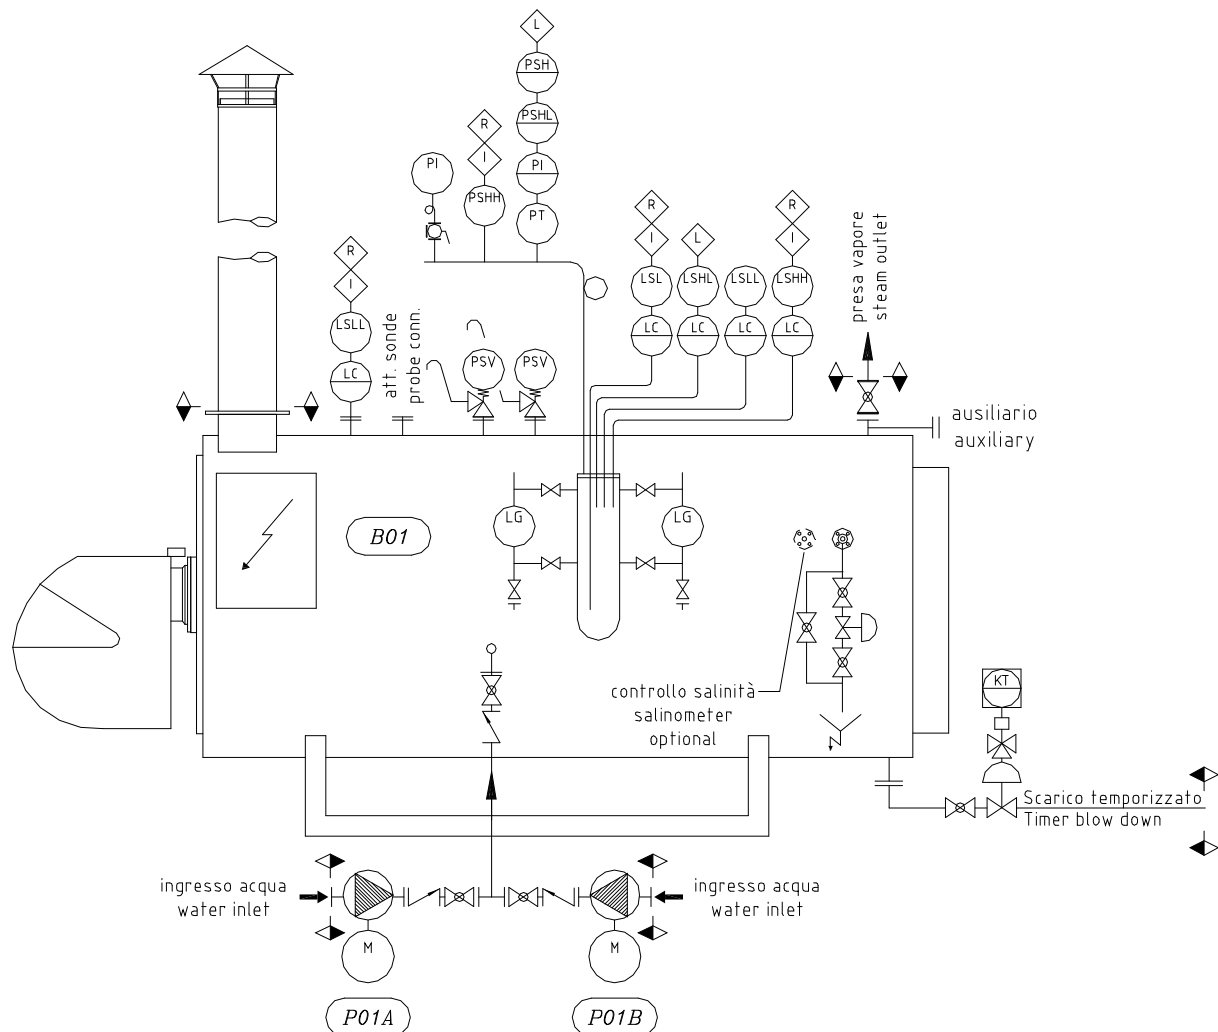 L
PSH
PSHL
R
I
PI
PSHH
PI
PT
R
I
LSLL
LC
att. sonde
probe conn.
PSV
PSV
R
I
LSL
LC
L
LSHL
LC
LSLL
LC
R
I
LSHH
LC
presa vapore
steam outlet
ausiliario
auxiliary
B01
LG
LG
controllo salinità
salinometer
optional
KT
Scarico temporizzato
Timer blow down
ingresso acqua
water inlet
ingresso acqua
water inlet
M
M
P01A
P01B